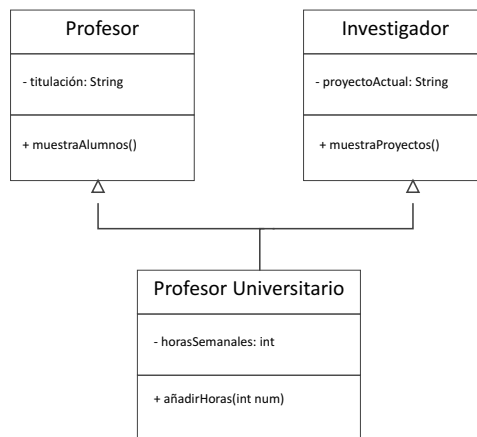 Profesor
- titulación: String
+ muestraAlumnos()
Investigador
- proyectoActual: String
+ muestraProyectos()
Profesor Universitario
- horasSemanales: int
+ añadirHoras(int num)